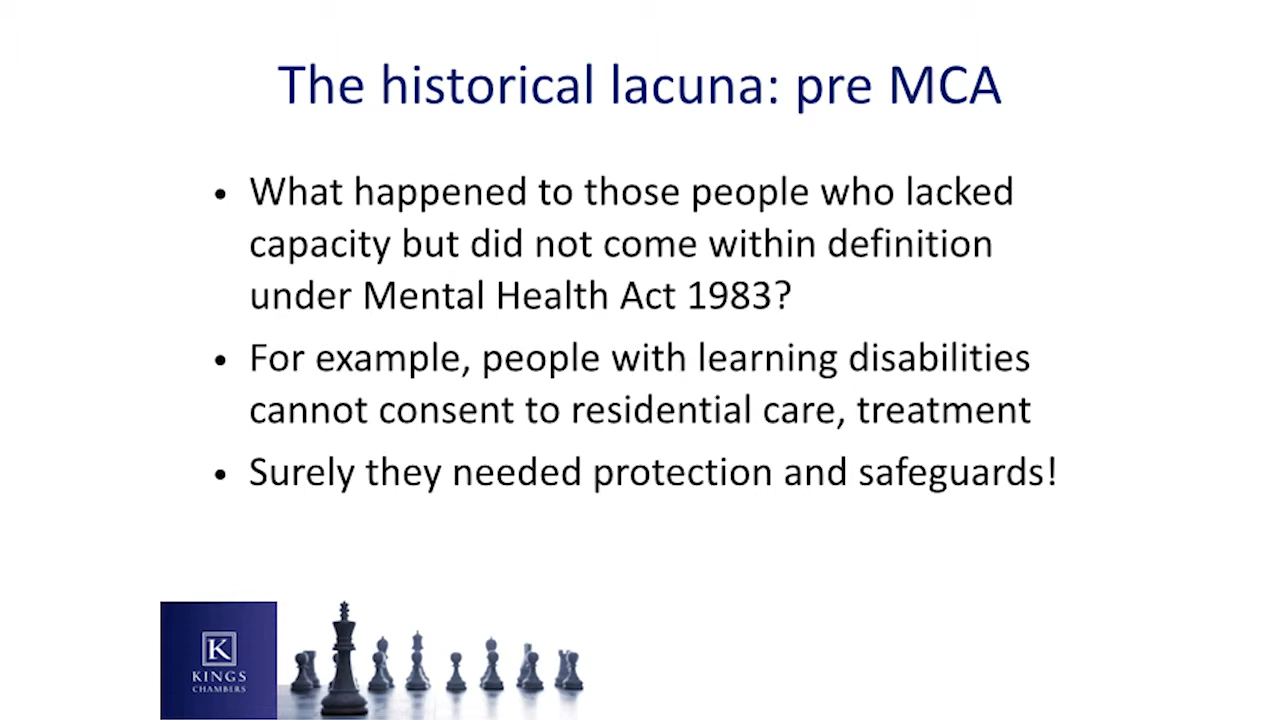 The historical lacuna: pre MCA
• What happened to those people who lacked
capacity but did not come within definition
under Mental Health Act 1983?
• For example, people with learning disabilities
cannot consent to residential care, treatment
• Surely they needed protection and safeguards!
K
KINGS
CHAMBERS